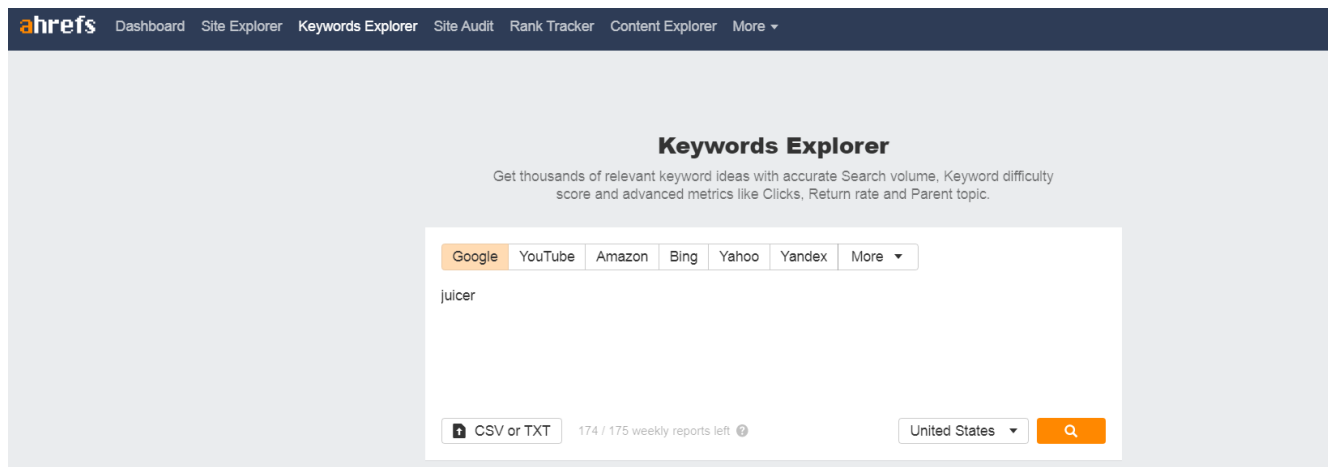 ahrefs Dashboard Site Explorer Keywords Explorer Site Audit Rank Tracker Content Explorer More
Keywords Explorer
Get thousands of relevant keyword ideas with accurate Search volume, Keyword difficulty
score and advanced metrics like Clicks, Return rate and Parent topic.
Google YouTube Amazon Bing Yahoo Yandex More
juicer
CSV or TXT 174 / 175 weekly reports left ? United States